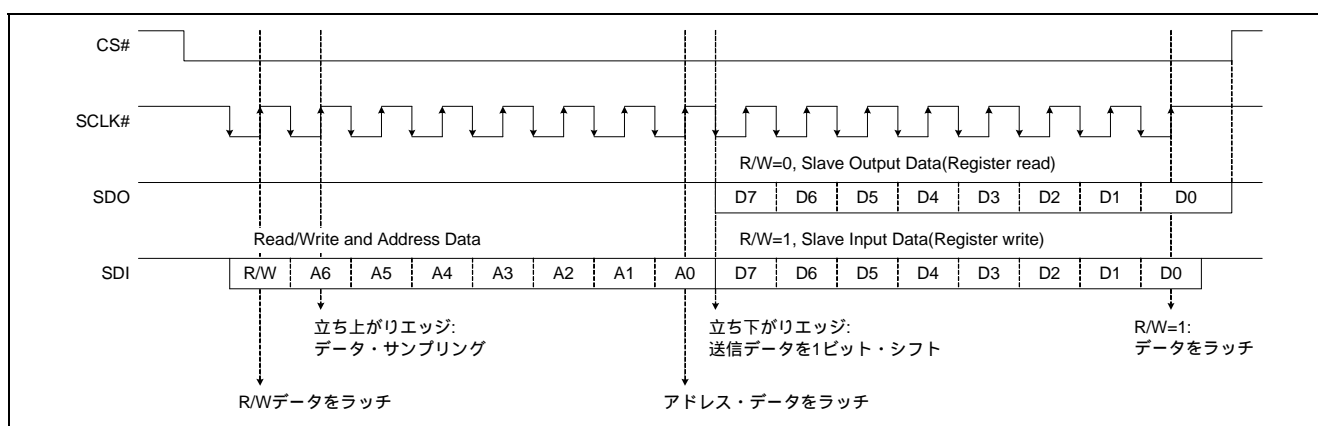 CS#
SCLK#
R/W=0, Slave Output Data(Register read)
SDO D7 D6 D5 D4 D3 D2 D1 D0
Read/Write and Address Data R/W=1, Slave Input Data(Register write)
SDI R/W A6 A5 A4 A3 A2 A1 A0 D7 D6 D5 D4 D3 D2 D1 D0
立ち上がりエッジ:
データ・サンプリング
立ち下がりエッジ:
送信データを1ビット・シフト
R/W=1:
データをラッチ
R/Wデータをラッチ
アドレス・データをラッチ